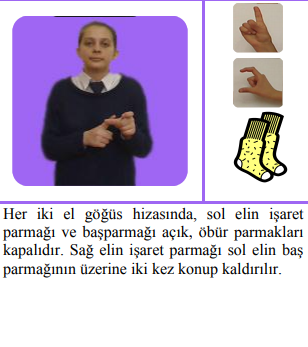 Her iki el göğüs hizasında, sol elin işaret
parmağı ve başparmağı açık, öbür parmakları
kapalıdır. Sağ elin işaret parmağı sol elin baş
parmağının üzerine iki kez konup kaldırılır.